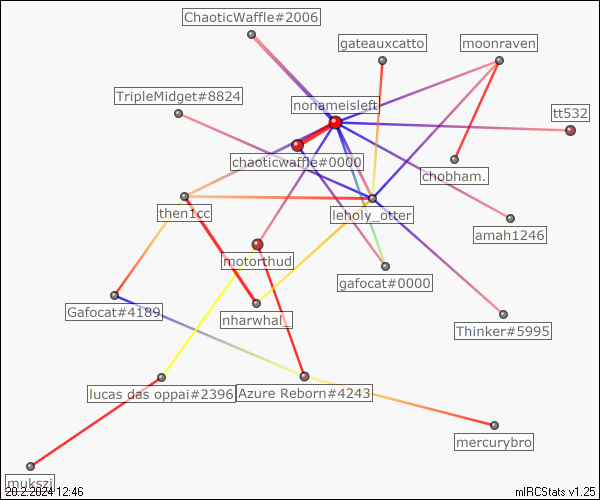 ChaoticWaffle#2006
gateauxcatto
moonraven
TripleMidget#8824
nonameisleft
tt532
chaoticwaffle#0000
chobham.
then1cc
leholy_otter
amah1246
motorthud
gafocat#0000
Gafocat#4189
nharwhal_
Thinker#5995
lucas das oppai#2396
Azure Reborn#4243
mercurybro
mukszi
20.2.2024 12:46
mIRCStats v1.25